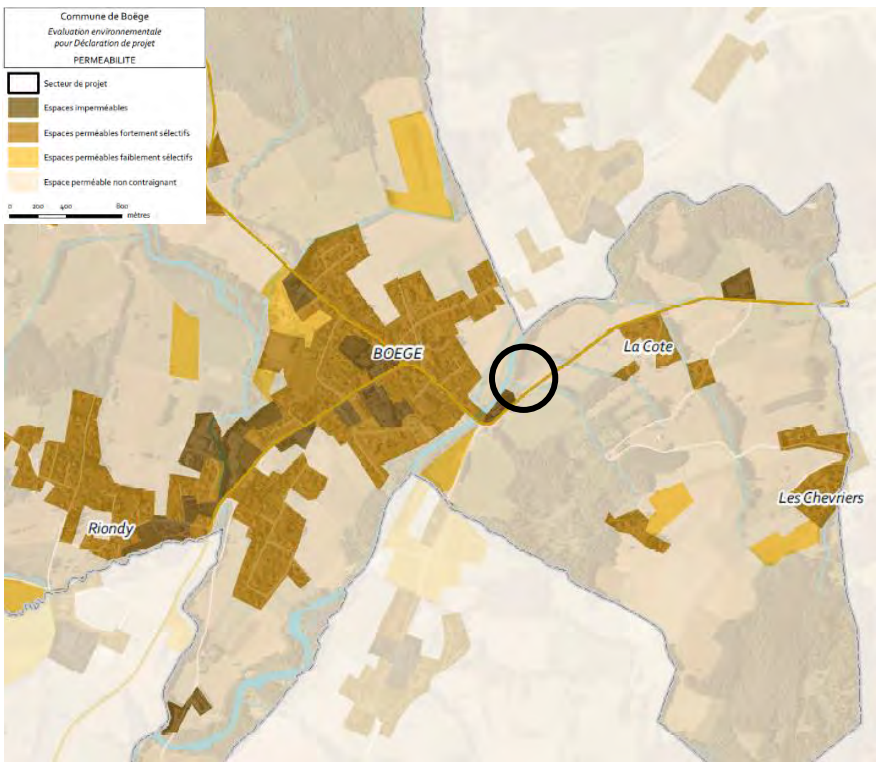 Commune de Boëge
Evaluation environnementale
pour Déclaration de projet
PERMEABILITE
Secteur de projet
Espaces imperméables
Espaces perméables fortement sélectifs
Espaces perméables faiblement sélectifs
Espace perméable non contraignant
0 200 400 800
mètres
BOEGE
La Cote
Les Chevriers
Riondy